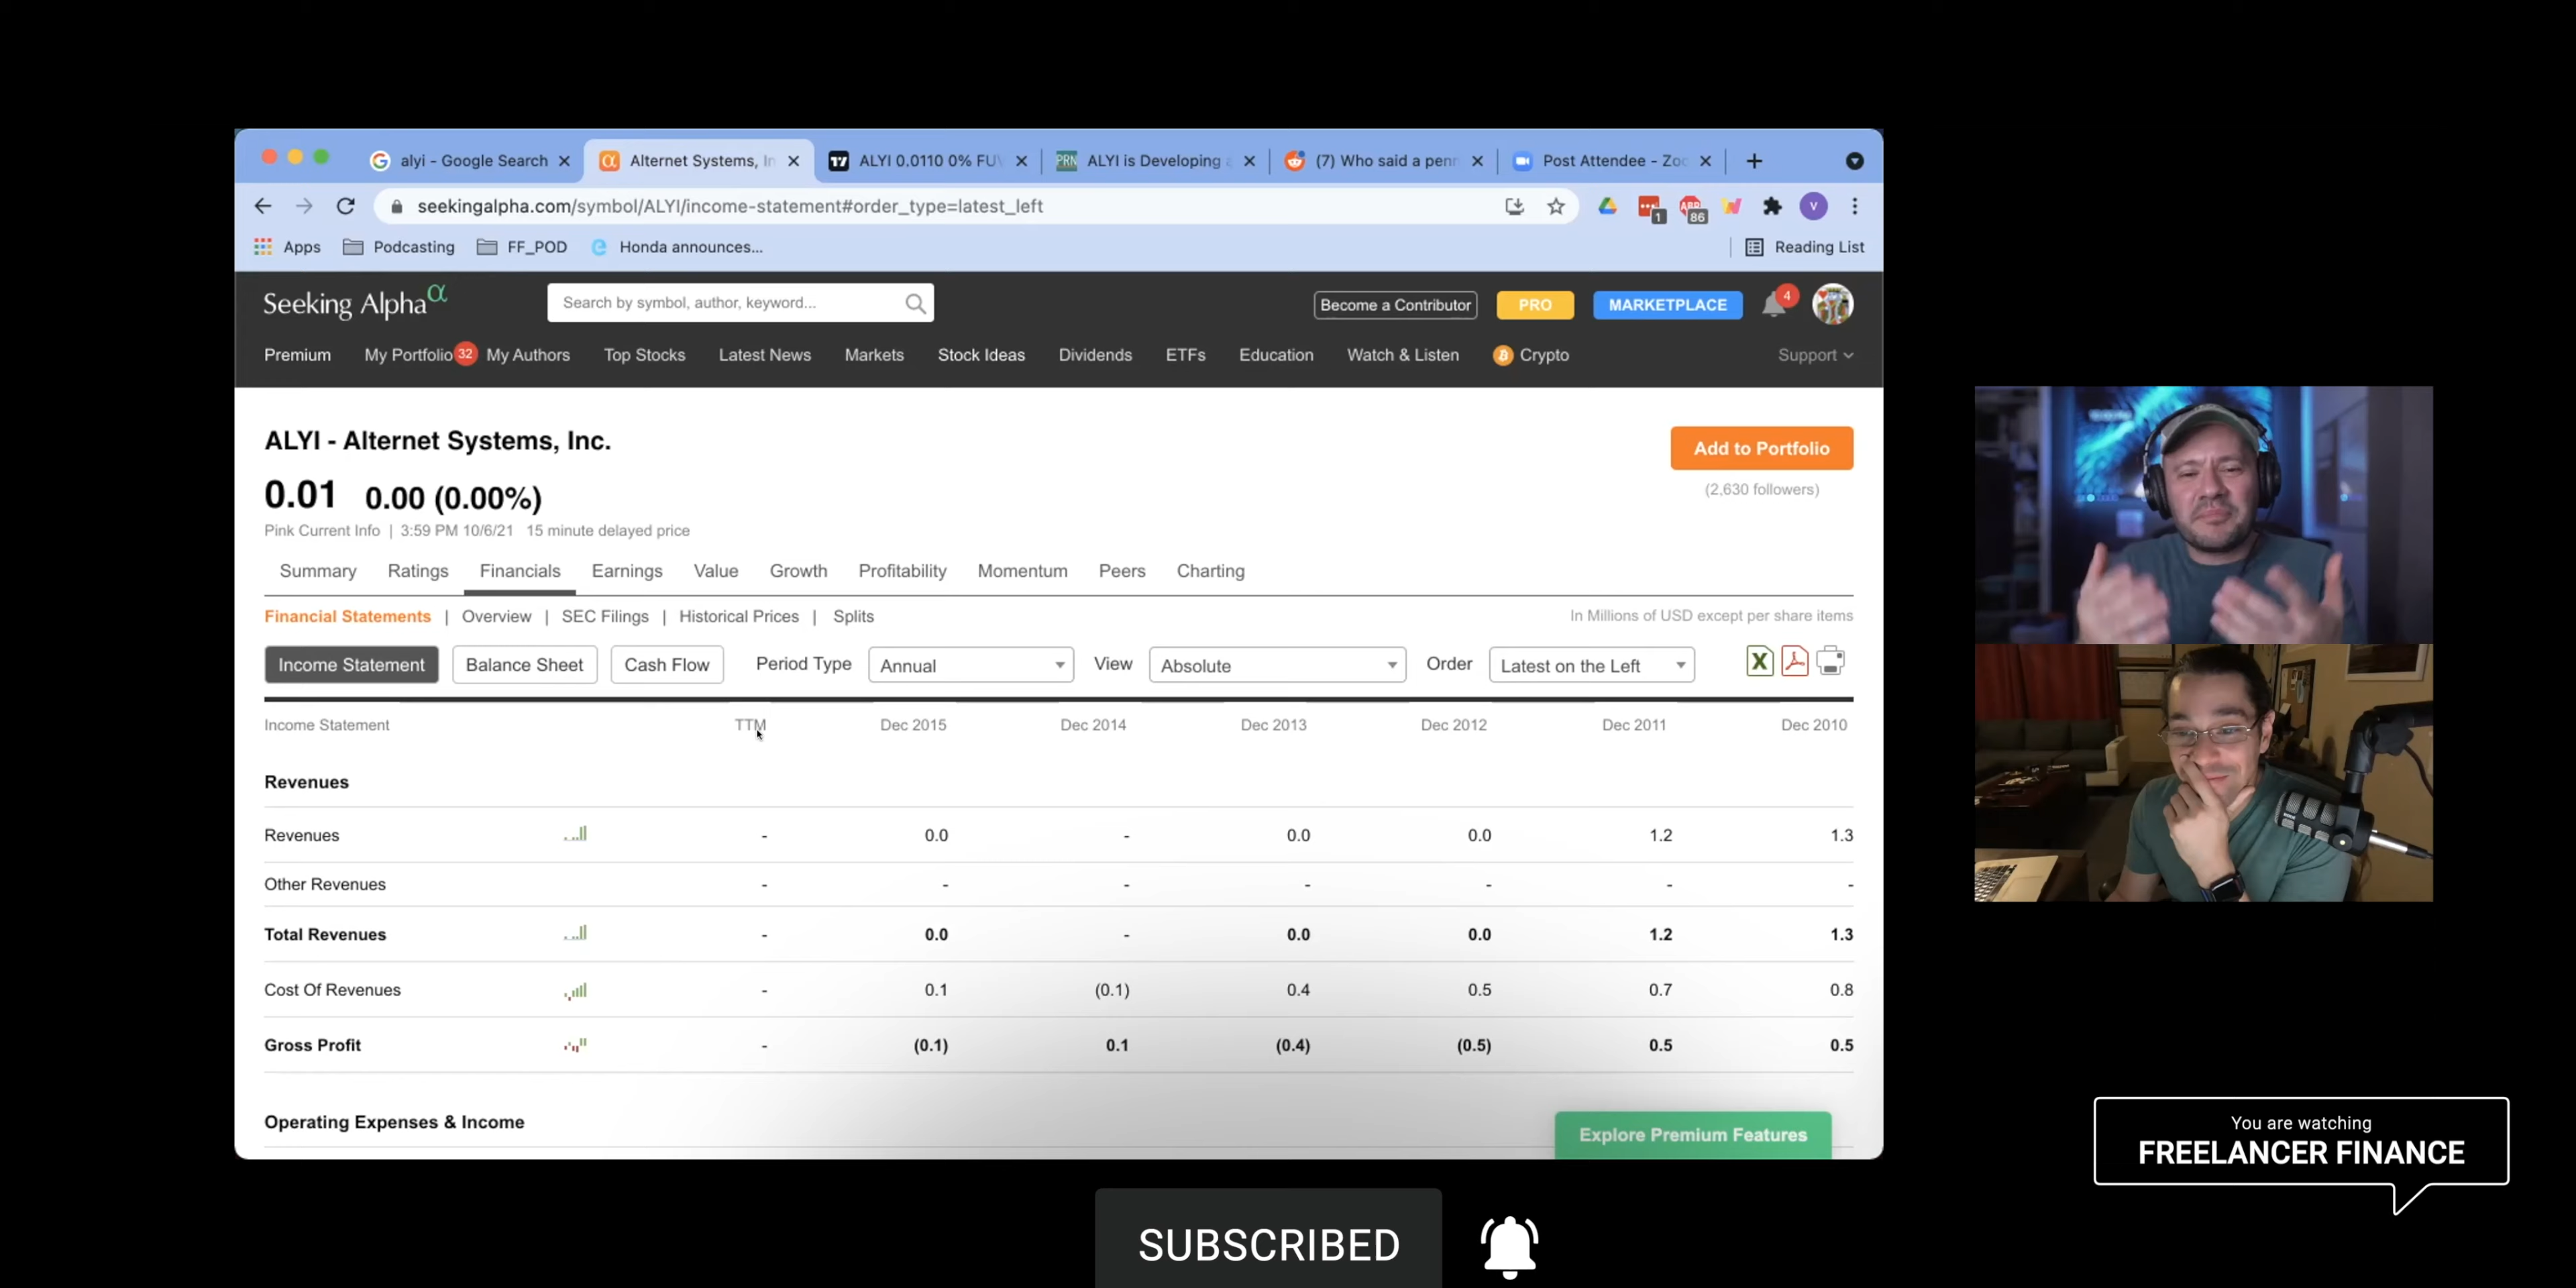 alyi - Google Search
Alternet Systems, In
ALYI 0.0110 0% FU
PRN
ALYI is Developing
(7) Who said a pen
Post Attendee - Zoo
seekingalpha.com/symbol/ALYI/income-statement#order_type=latest_left
1
ABP
86
V
Apps
Podcasting
FF_POD
Honda announces...
Reading List
Seeking Alpha α
Search by symbol, author, keyword...
Become a Contributor
PRO
MARKETPLACE
4
Premium
My Portfolio 32
My Authors
Top Stocks
Latest News
Markets
Stock Ideas
Dividends
ETFs
Education
Watch & Listen
Crypto
Support
ALYI - Alternet Systems, Inc.
Add to Portfolio
0.01 0.00 (0.00%)
(2,630 followers)
Pink Current Info | 3:59 PM 10/6/21 15 minute delayed price
Summary Ratings Financials Earnings Value Growth Profitability Momentum Peers Charting
Financial Statements | Overview | SEC Filings | Historical Prices | Splits
In Millions of USD except per share items
Income Statement Balance Sheet Cash Flow Period Type Annual View Absolute Order Latest on the Left
Income Statement TTM Dec 2015 Dec 2014 Dec 2013 Dec 2012 Dec 2011 Dec 2010
Revenues
Revenues - 0.0 - 0.0 0.0 1.2 1.3
Other Revenues - - - - - - -
Total Revenues - 0.0 - 0.0 0.0 1.2 1.3
Cost Of Revenues - 0.1 (0.1) 0.4 0.5 0.7 0.8
Gross Profit - (0.1) 0.1 (0.4) (0.5) 0.5 0.5
Operating Expenses & Income
Explore Premium Features
You are watching
FREELANCER FINANCE
SUBSCRIBED